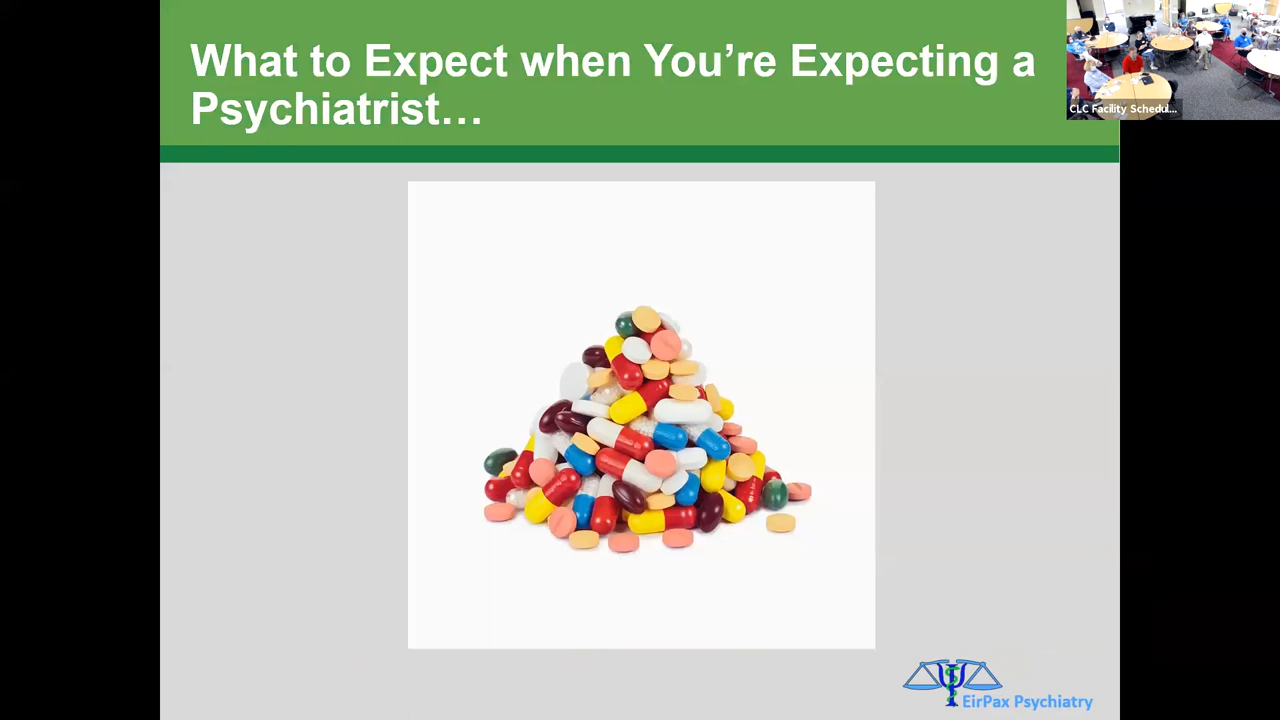 What to Expect when You’re Expecting a
Psychiatrist…
CLC Facility Schedul...
EirPax Psychiatry